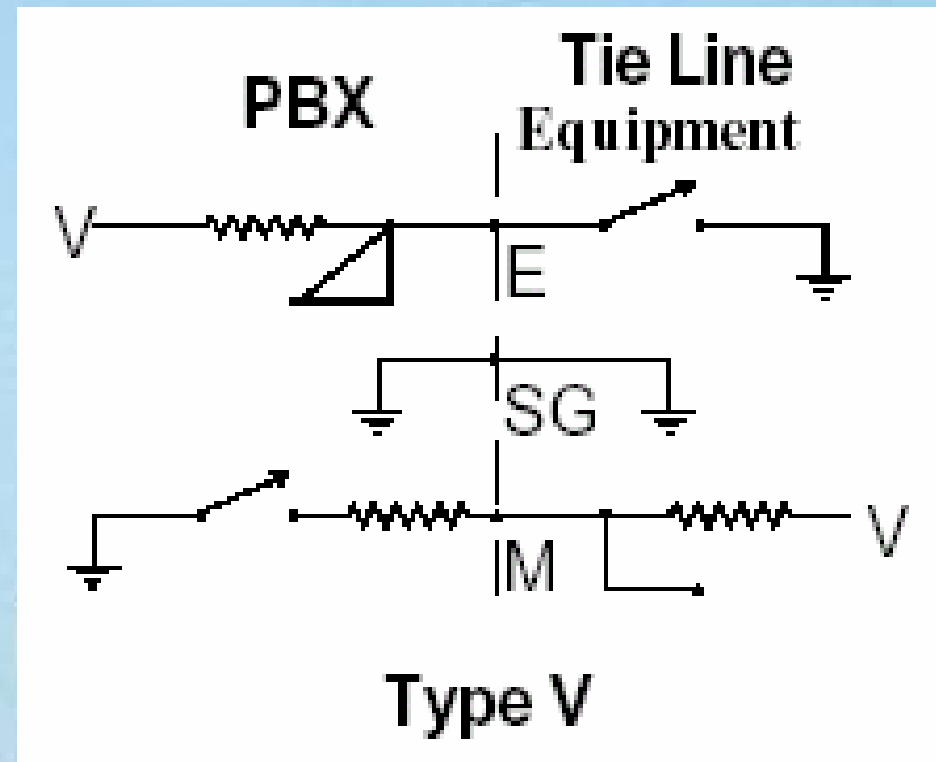 PBX
Tie Line
Equipment
V
E
SG
M
V
Type V